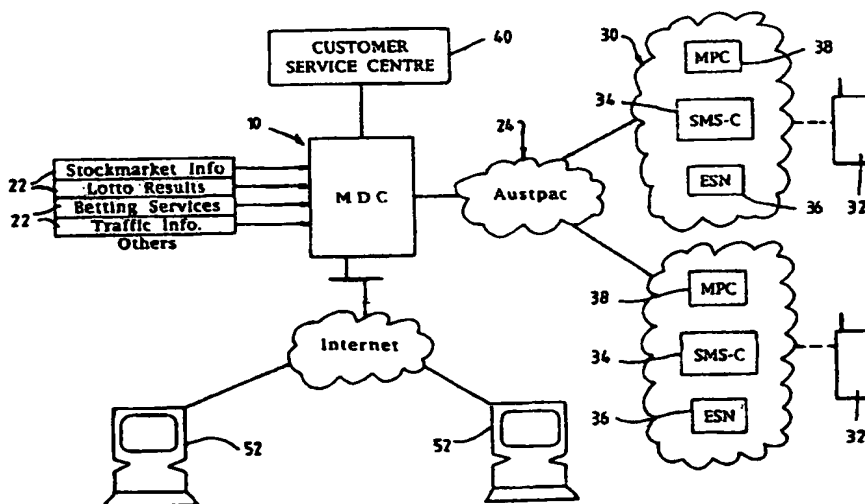 CUSTOMER
SERVICE CENTRE
40
30
MPC
38
34
SMS-C
ESN
36
32
10
24
MDC
Austpac
22
Stockmarket Info
Lotto Results
22
Betting Services
Traffic Info.
Others
38
MPC
34
SMS-C
36
ESN
32
Internet
52
52